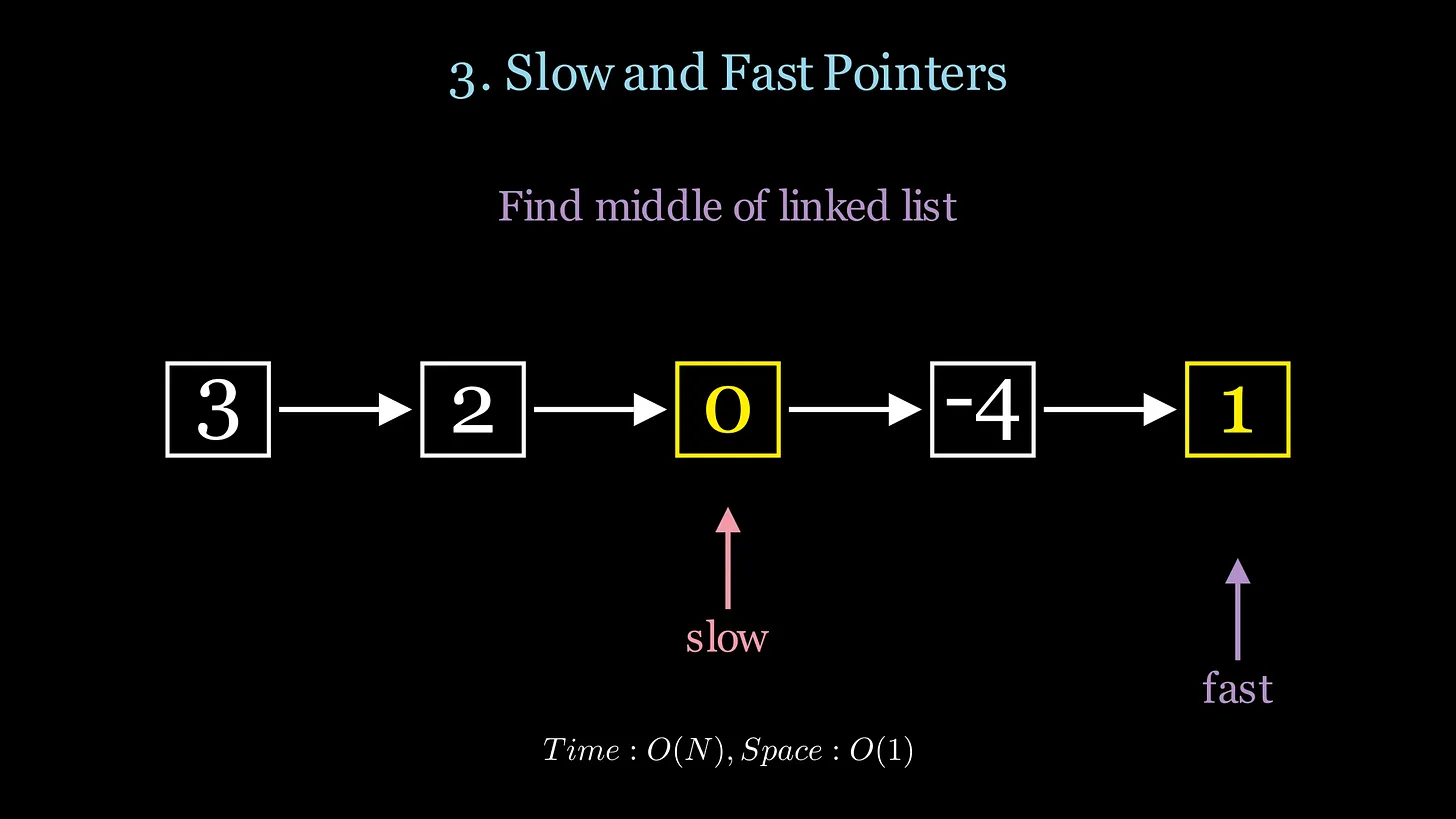 3. Slow and Fast Pointers
Find middle of linked list
3 2 0 -4 1
slow
fast
Time : O(N), Space : O(1)